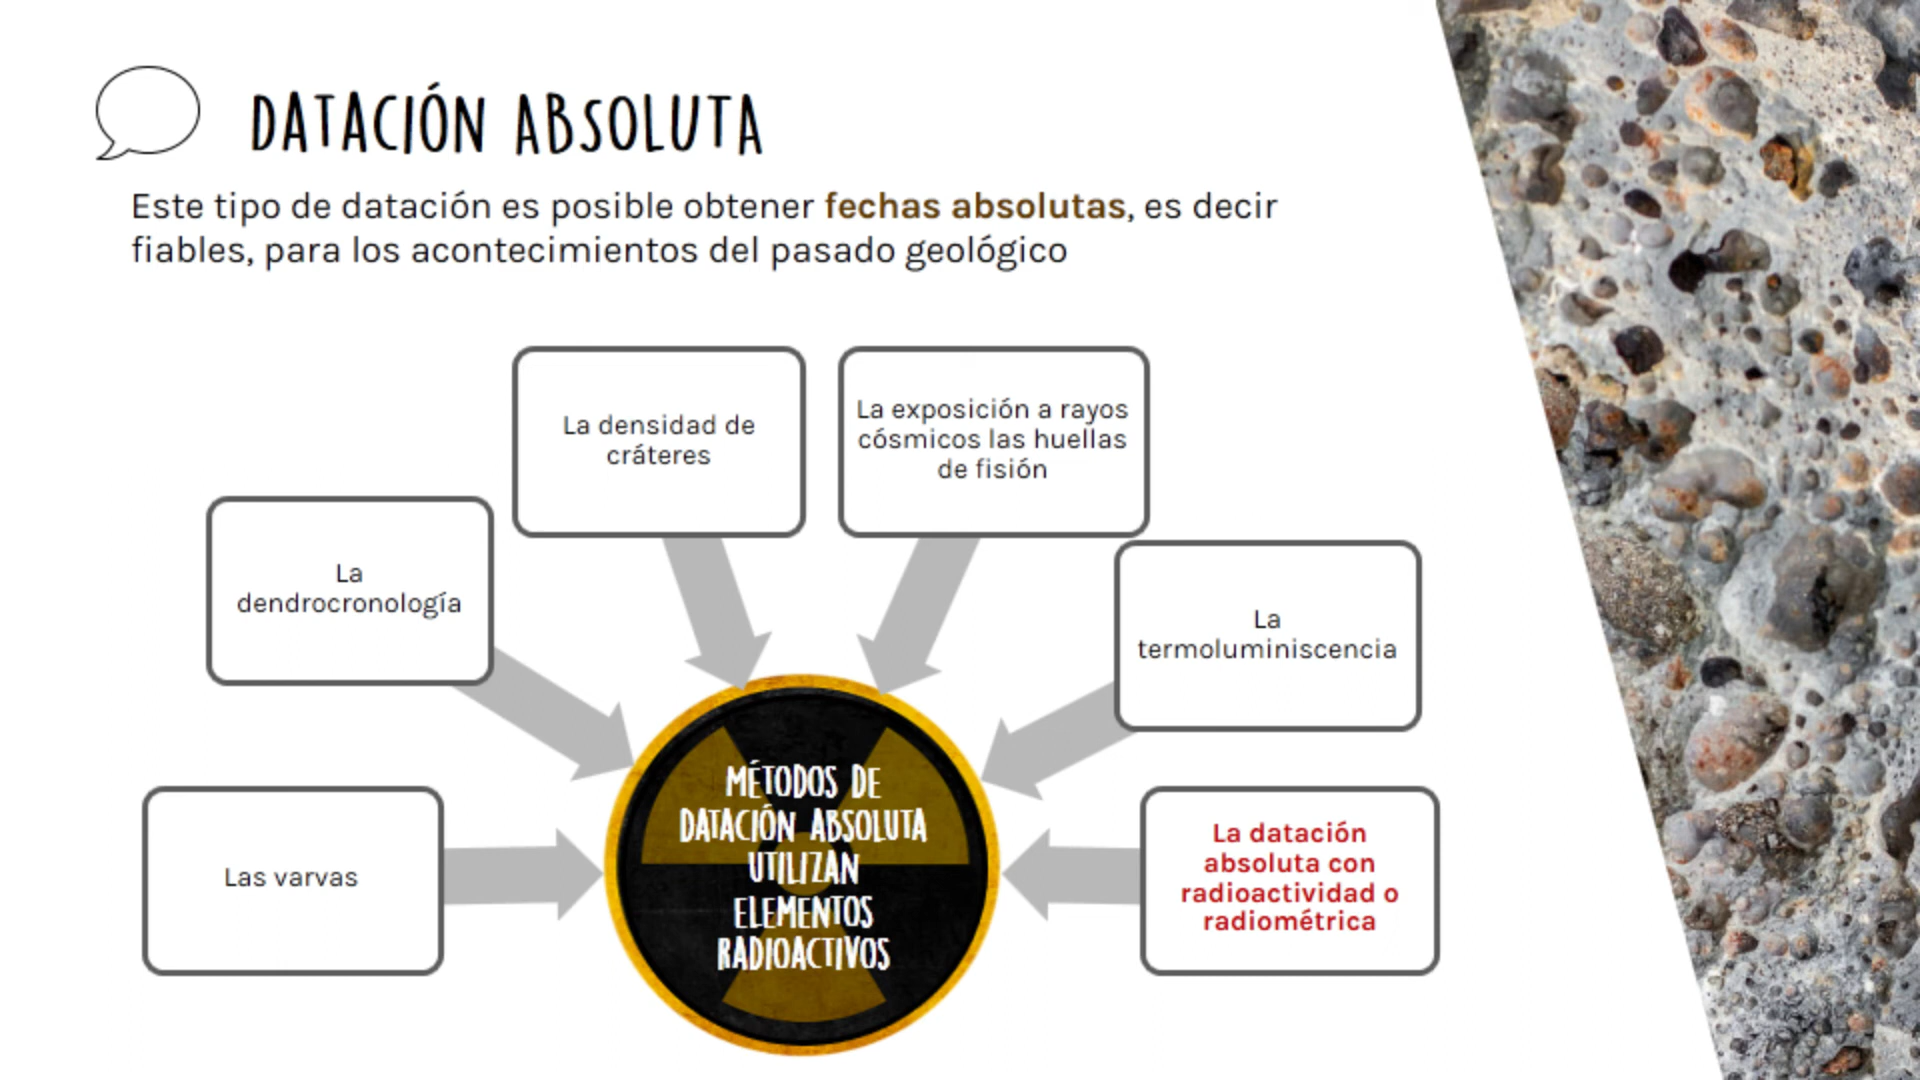 DATACIÓN ABSOLUTA
Este tipo de datación es posible obtener fechas absolutas, es decir
fiables, para los acontecimientos del pasado geológico
La densidad de
cráteres
La exposición a rayos
cósmicos las huellas
de fisión
La
dendrocronología
La
termoluminiscencia
Las varvas
MÉTODOS DE
DATACIÓN ABSOLUTA
UTILIZAN
ELEMENTOS
RADIOACTIVOS
La datación
absoluta con
radioactividad o
radiométrica